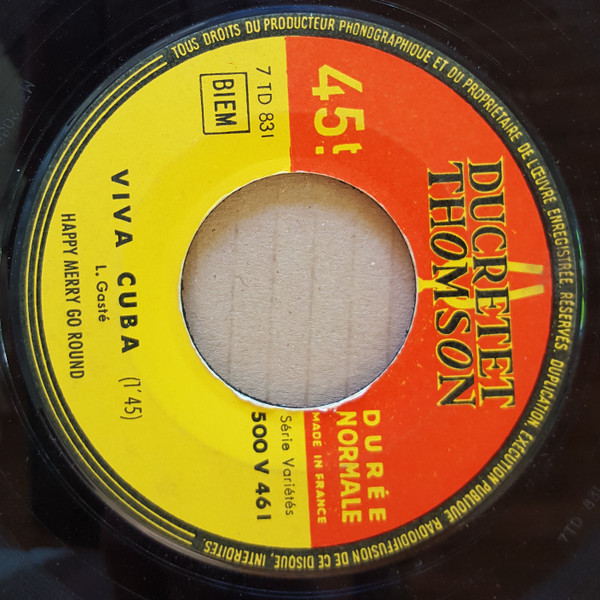 TOUS DROITS DU PRODUCTEUR PHONOGRAPHIQUE ET DU PROPRIÉTAIRE DE L'ŒUVRE ENREGISTRÉE, RÉSERVÉS. DUPLICATION, EXÉCUTION PUBLIQUE RADIODIFFUSION DE CE DISQUE, INTERDITES.
DUCRETET
THOMSON
45t.
DURÉE
NORMALE
MADE IN FRANCE
7 TD 831
BIEM
Série Variétés
500 V 461
VIVA CUBA (1'45)
L. Gasté
HAPPY MERRY GO ROUND